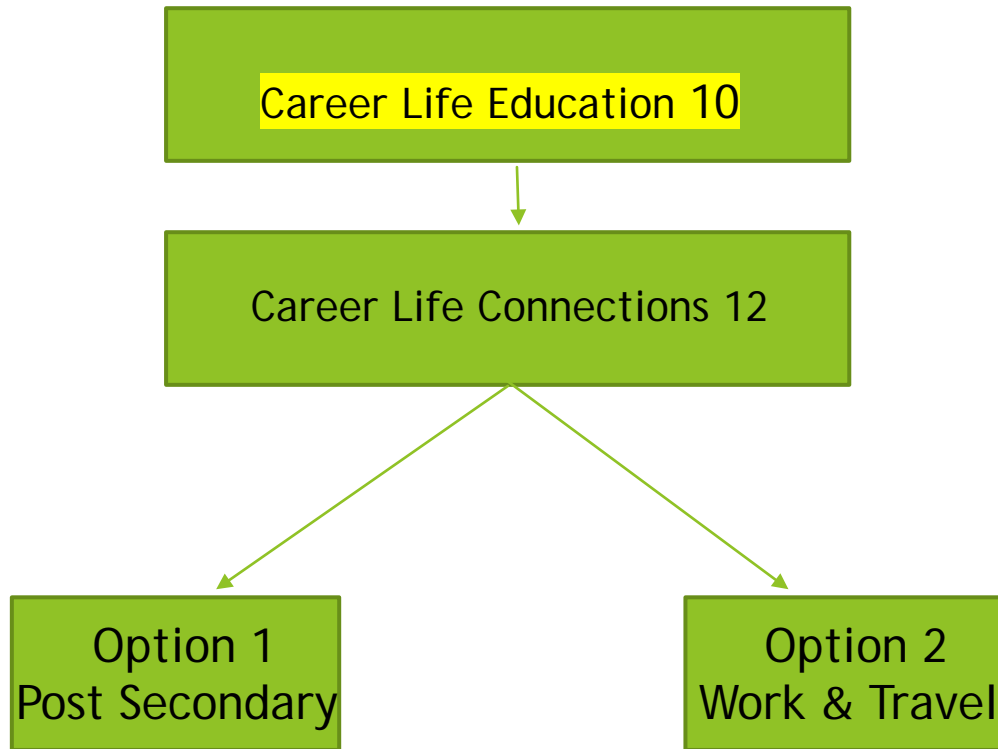 Career Life Education 10
Career Life Connections 12
Option 1
Post Secondary
Option 2
Work & Travel